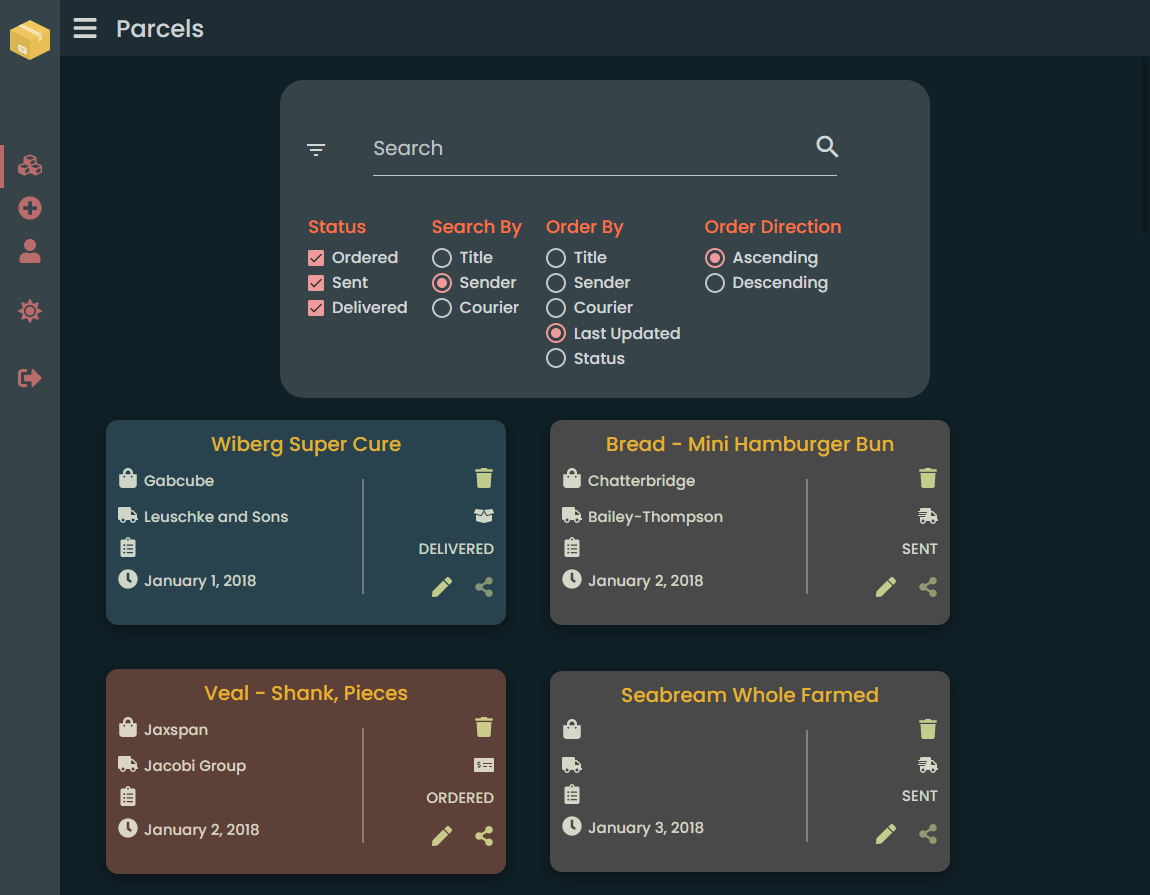 Parcels
Search
Status
Ordered
Sent
Delivered
Search By
Title
Sender
Courier
Order By
Title
Sender
Courier
Last Updated
Status
Order Direction
Ascending
Descending
Wiberg Super Cure
Gabcube
Leuschke and Sons
DELIVERED
January 1, 2018
Bread - Mini Hamburger Bun
Chatterbridge
Bailey-Thompson
SENT
January 2, 2018
Veal - Shank, Pieces
Jaxspan
Jacobi Group
ORDERED
January 2, 2018
Seabream Whole Farmed
SENT
January 3, 2018